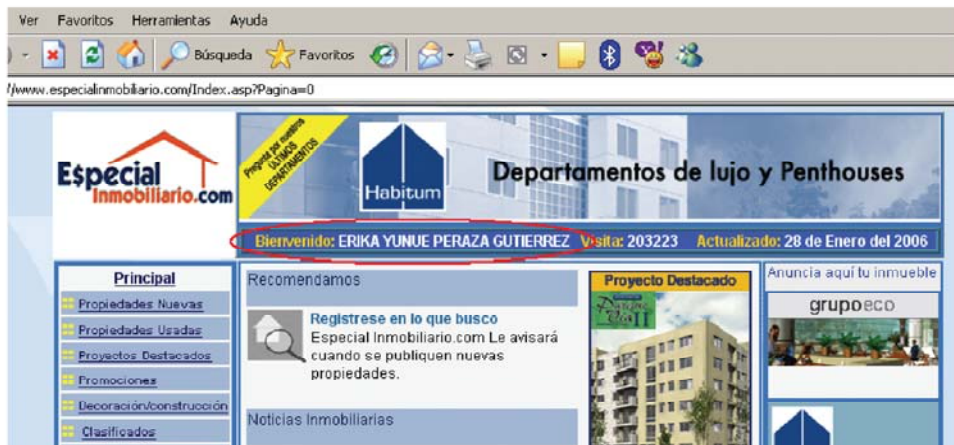 Ver Favoritos Herramientas Ayuda
Búsqueda Favoritos
//www.especialinmobiliario.com/Index.asp?Pagina=0
Especial
Inmobiliario.com
Pregunta por nuestros
ÚLTIMOS
DEPARTAMENTOS
Habitum
Departamentos de lujo y Penthouses
Bienvenido: ERIKA YUNUE PERAZA GUTIERREZ Visita: 203223 Actualizado: 28 de Enero del 2006
Principal
Propiedades Nuevas
Propiedades Usadas
Proyectos Destacados
Promociones
Decoración/construcción
Clasificados
Recomendamos
Registrese en lo que busco
Especial Inmobiliario.com Le avisará
cuando se publiquen nuevas
propiedades.
Noticias Inmobiliarias
Proyecto Destacado
II
Anuncia aquí tu inmueble
grupoeco